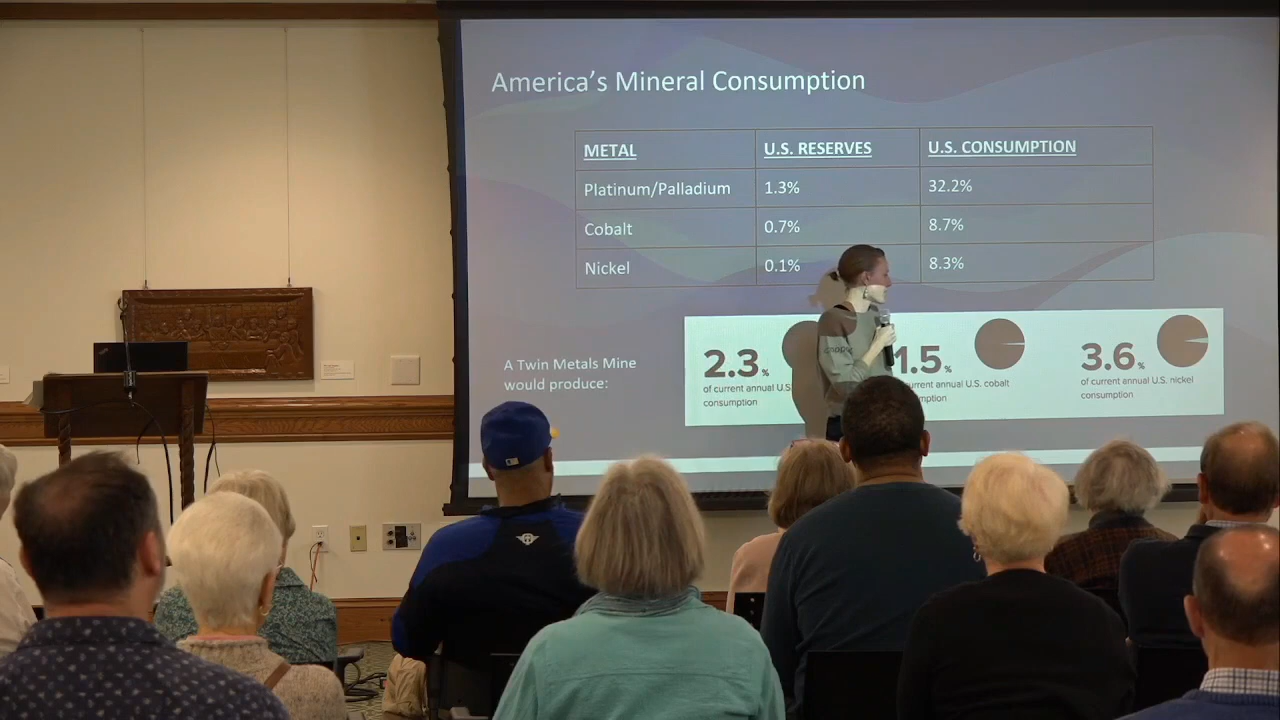 America's Mineral Consumption
METAL U.S. RESERVES U.S. CONSUMPTION
Platinum/Palladium 1.3% 32.2%
Cobalt 0.7% 8.7%
Nickel 0.1% 8.3%
A Twin Metals Mine
would produce:
2.3%
of current annual U.S.
consumption
1.5%
current annual U.S. cobalt
3.6%
of current annual U.S. nickel
consumption